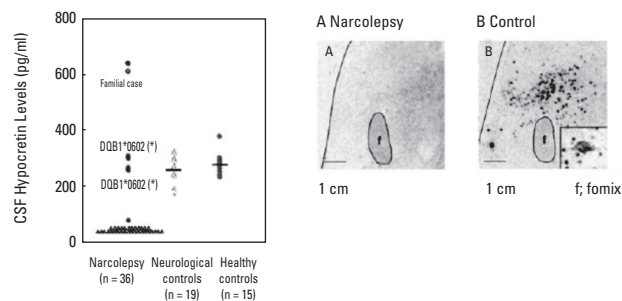 CSF Hypocretin Levels (pg/ml)
800
600
400
200
0
Familial case
DQB1*0602 (*)
DQB1*0602 (*)
Narcolepsy
(n = 36)
Neurological
controls
(n = 19)
Healthy
controls
(n = 15)
A Narcolepsy
A
f
1 cm
B Control
B
f
1 cm
f; fomix